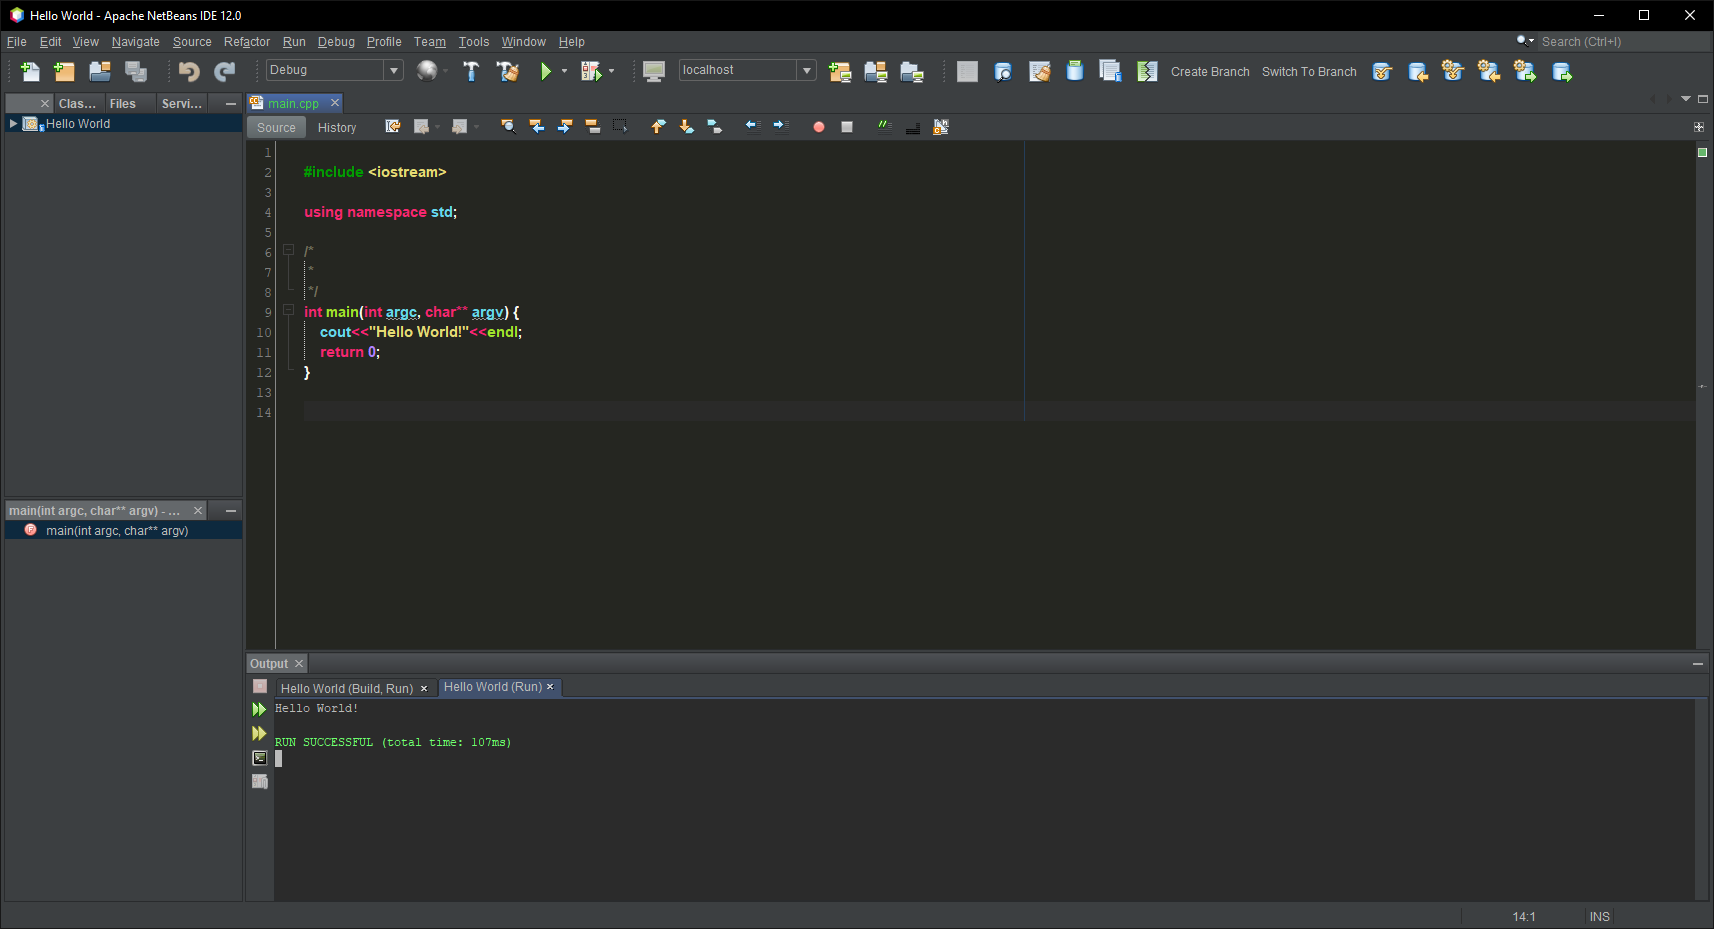 Hello World - Apache NetBeans IDE 12.0
File Edit View Navigate Source Refactor Run Debug Profile Team Tools Window Help
Search (Ctrl+I)
Debug
localhost
Create Branch Switch To Branch
Clas... Files Servi...
main.cpp
Hello World
Source History
1
2 #include <iostream>
3
4 using namespace std;
5
6 /*
7 *
8 */
9 int main(int argc, char** argv) {
10 cout<<"Hello World!"<<endl;
11 return 0;
12 }
13
14
main(int argc, char** argv) - ...
main(int argc, char** argv)
Output
Hello World (Build, Run) Hello World (Run)
Hello World!
RUN SUCCESSFUL (total time: 107ms)
14:1 INS